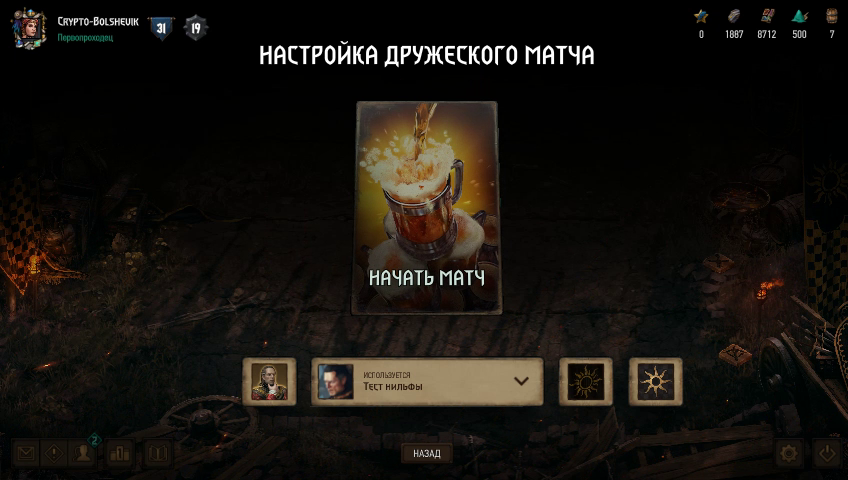 Crypto-Bolshevik
Первопроходец
31
19
0
1887
8712
500
7
НАСТРОЙКА ДРУЖЕСКОГО МАТЧА
НАЧАТЬ МАТЧ
ИСПОЛЬЗУЕТСЯ
Тест нильфы
2
НАЗАД